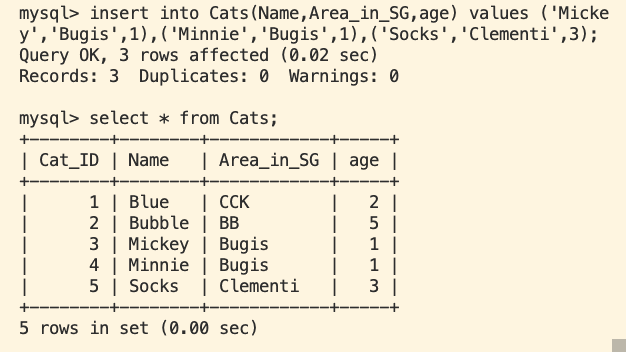 mysql> insert into Cats(Name,Area_in_SG,age) values ('Micke
y','Bugis',1),('Minnie','Bugis',1),('Socks','Clementi',3);
Query OK, 3 rows affected (0.02 sec)
Records: 3  Duplicates: 0  Warnings: 0

mysql> select * from Cats;
+--------+--------+------------+-----+
| Cat_ID | Name   | Area_in_SG | age |
+--------+--------+------------+-----+
|      1 | Blue   | CCK        |   2 |
|      2 | Bubble | BB         |   5 |
|      3 | Mickey | Bugis      |   1 |
|      4 | Minnie | Bugis      |   1 |
|      5 | Socks  | Clementi   |   3 |
+--------+--------+------------+-----+
5 rows in set (0.00 sec)